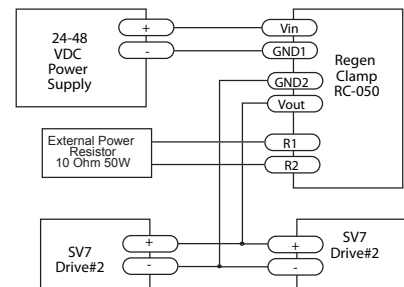 24-48
VDC
Power
Supply
+
-
Vin
GND1
GND2
Vout
R1
R2
Regen
Clamp
RC-050
External Power
Resistor
10 Ohm 50W
SV7
Drive#2
+
-
+
-
SV7
Drive#2